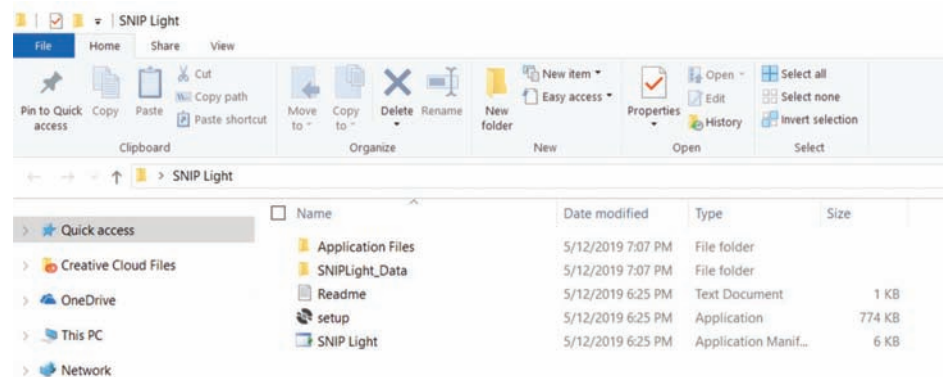 SNIP Light
File Home Share View
Pin to Quick access
Copy
Paste
Cut
Copy path
Paste shortcut
Clipboard
Move to
Copy to
Delete
Rename
Organize
New folder
New item
Easy access
New
Properties
Open
Edit
History
Open
Select all
Select none
Invert selection
Select
> SNIP Light
Name Date modified Type Size
Quick access
Creative Cloud Files
OneDrive
This PC
Network
Application Files 5/12/2019 7:07 PM File folder
SNIPLight_Data 5/12/2019 7:07 PM File folder
Readme 5/12/2019 6:25 PM Text Document 1 KB
setup 5/12/2019 6:25 PM Application 774 KB
SNIP Light 5/12/2019 6:25 PM Application Manif... 6 KB